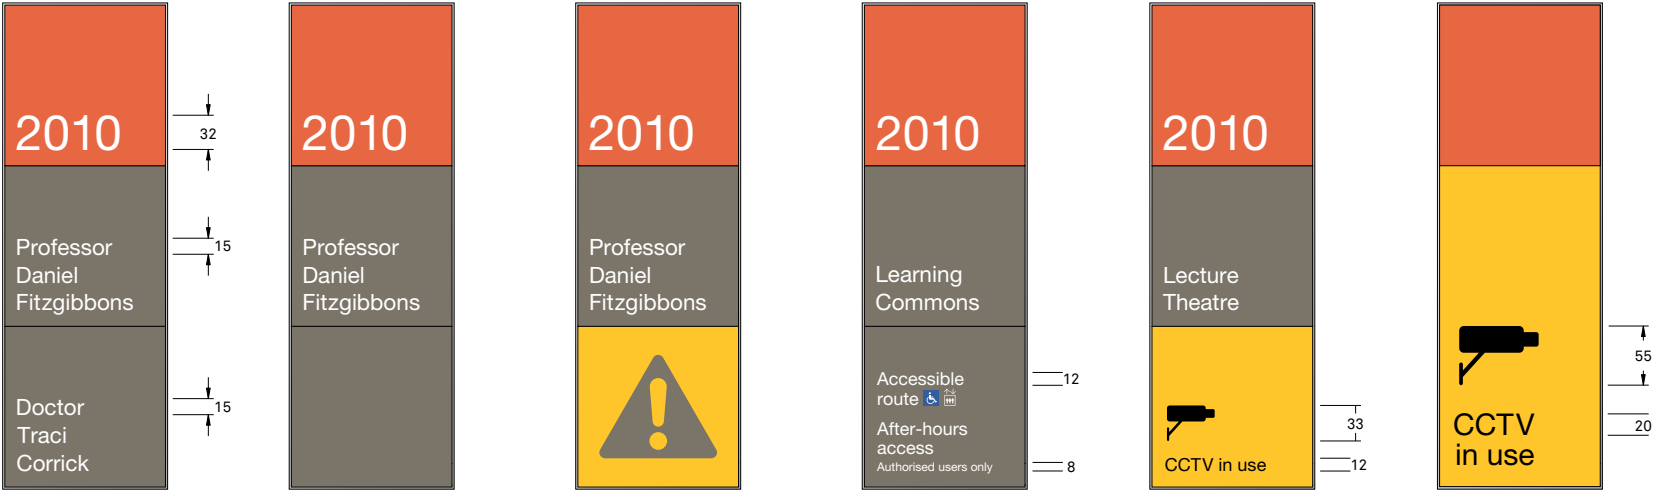 2010
32
Professor
Daniel
Fitzgibbons
15
Doctor
Traci
Corrick
15
2010
Professor
Daniel
Fitzgibbons
2010
Professor
Daniel
Fitzgibbons
2010
Learning
Commons
Accessible
route
12
After-hours
access
Authorised users only
8
2010
Lecture
Theatre
33
CCTV in use
12
55
CCTV
in use
20